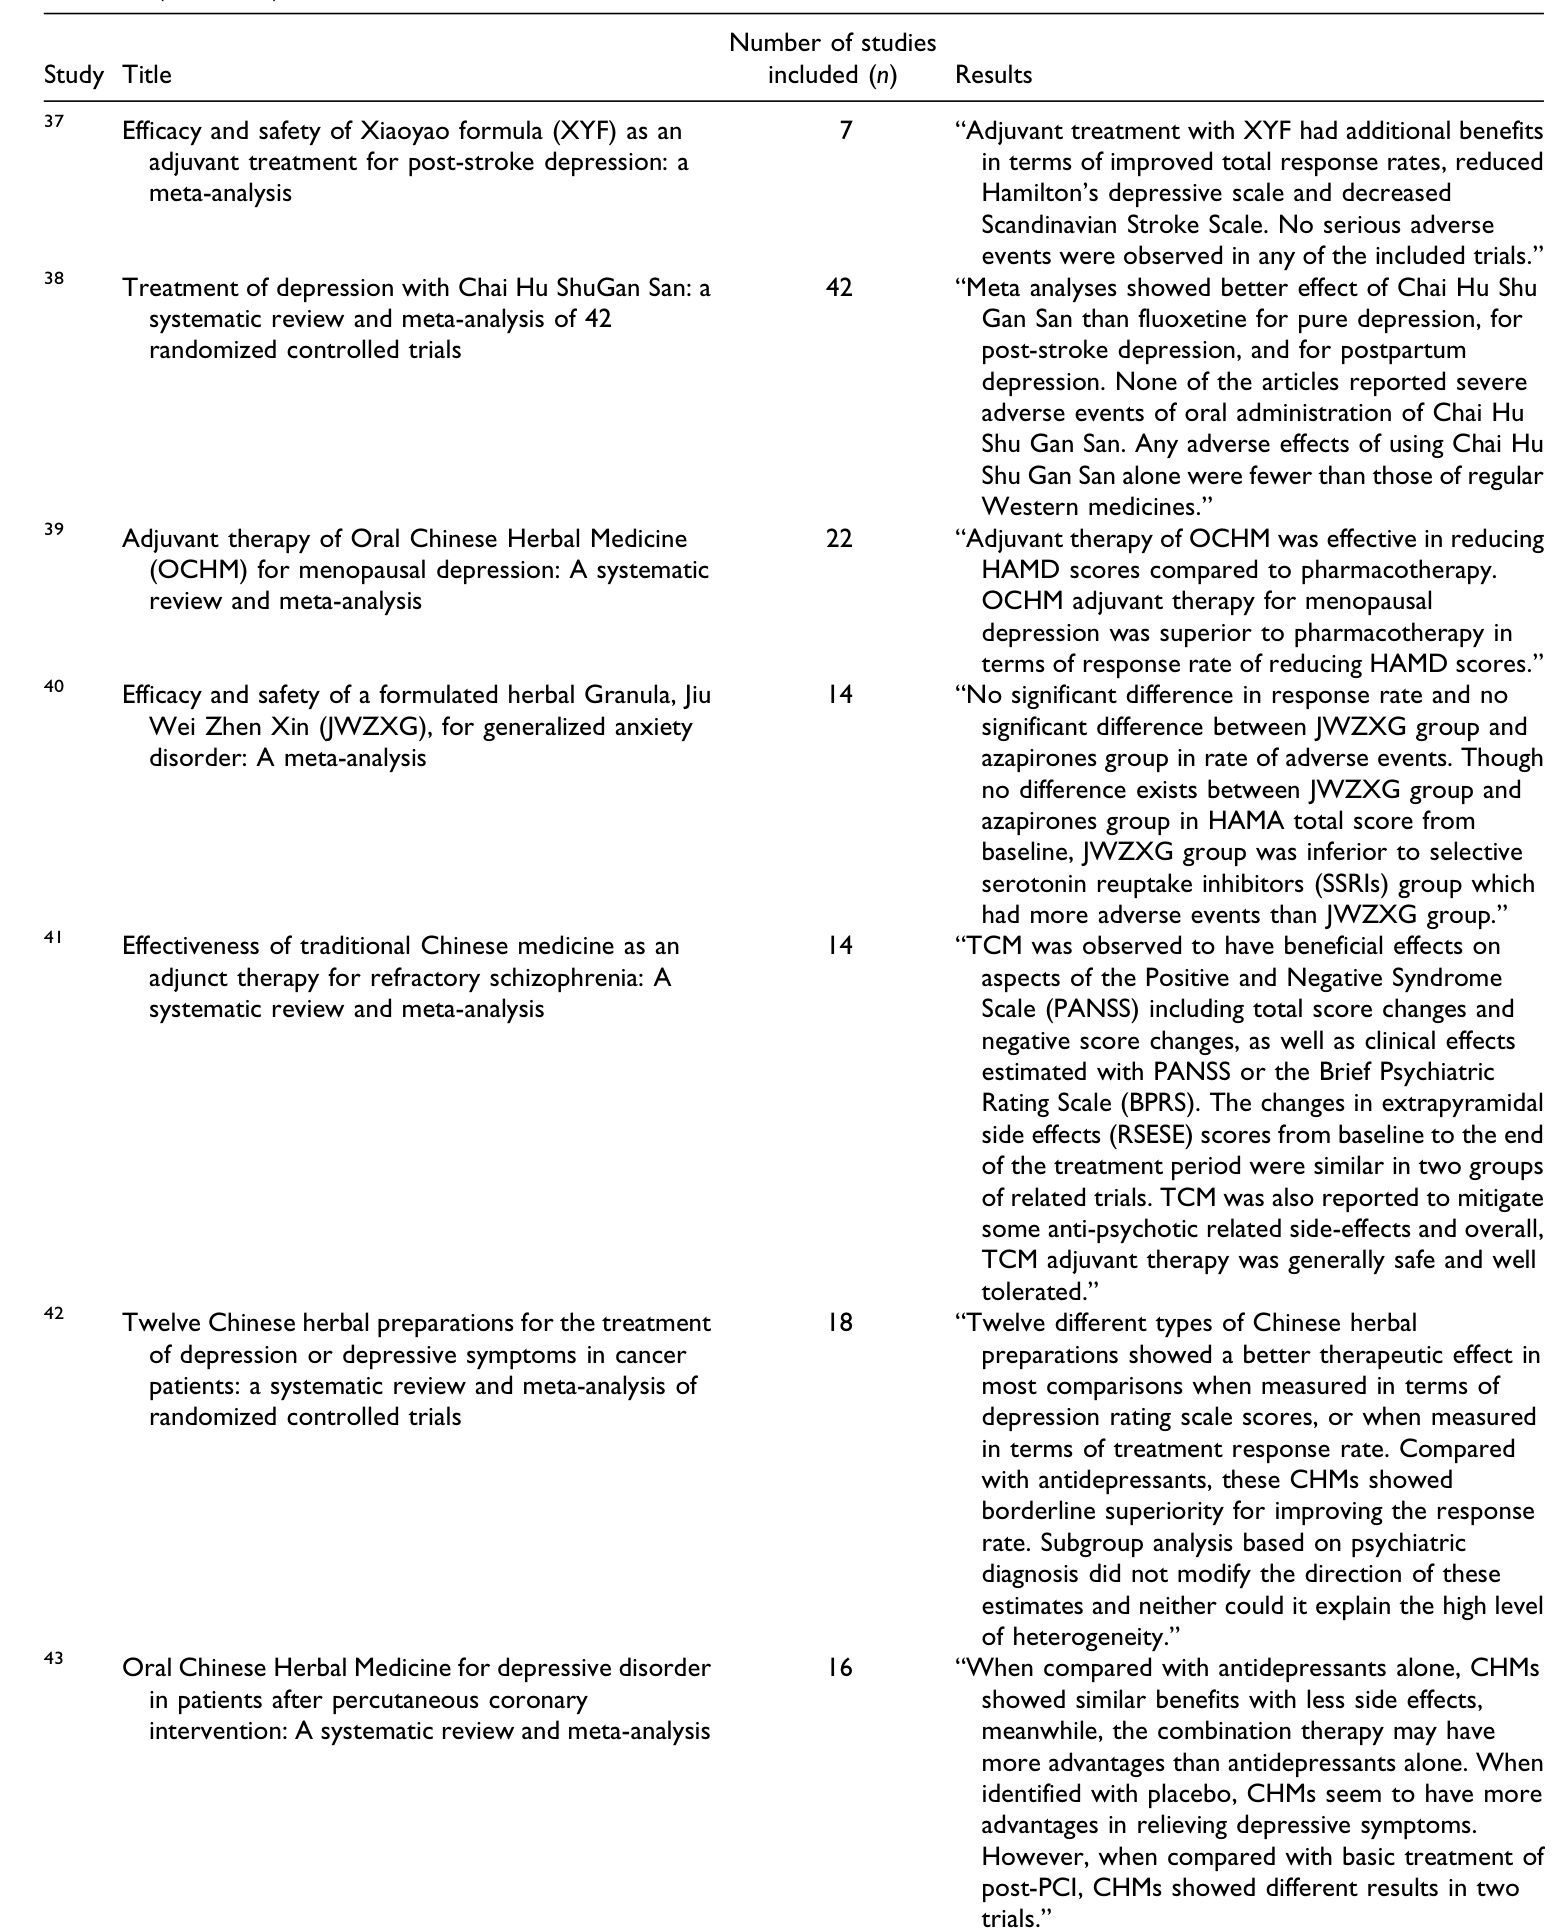 Number of studies
Study Title included (n) Results
37 Efficacy and safety of Xiaoyao formula (XYF) as an 7 “Adjuvant treatment with XYF had additional benefits
adjuvant treatment for post-stroke depression: a in terms of improved total response rates, reduced
meta-analysis Hamilton’s depressive scale and decreased
Scandinavian Stroke Scale. No serious adverse
events were observed in any of the included trials.”
38 Treatment of depression with Chai Hu ShuGan San: a 42 “Meta analyses showed better effect of Chai Hu Shu
systematic review and meta-analysis of 42 Gan San than fluoxetine for pure depression, for
randomized controlled trials post-stroke depression, and for postpartum
depression. None of the articles reported severe
adverse events of oral administration of Chai Hu
Shu Gan San. Any adverse effects of using Chai Hu
Shu Gan San alone were fewer than those of regular
Western medicines.”
39 Adjuvant therapy of Oral Chinese Herbal Medicine 22 “Adjuvant therapy of OCHM was effective in reducing
(OCHM) for menopausal depression: A systematic HAMD scores compared to pharmacotherapy.
review and meta-analysis OCHM adjuvant therapy for menopausal
depression was superior to pharmacotherapy in
terms of response rate of reducing HAMD scores.”
40 Efficacy and safety of a formulated herbal Granula, Jiu 14 “No significant difference in response rate and no
Wei Zhen Xin (JWZXG), for generalized anxiety significant difference between JWZXG group and
disorder: A meta-analysis azapirones group in rate of adverse events. Though
no difference exists between JWZXG group and
azapirones group in HAMA total score from
baseline, JWZXG group was inferior to selective
serotonin reuptake inhibitors (SSRIs) group which
had more adverse events than JWZXG group.”
41 Effectiveness of traditional Chinese medicine as an 14 “TCM was observed to have beneficial effects on
adjunct therapy for refractory schizophrenia: A aspects of the Positive and Negative Syndrome
systematic review and meta-analysis Scale (PANSS) including total score changes and
negative score changes, as well as clinical effects
estimated with PANSS or the Brief Psychiatric
Rating Scale (BPRS). The changes in extrapyramidal
side effects (RSESE) scores from baseline to the end
of the treatment period were similar in two groups
of related trials. TCM was also reported to mitigate
some anti-psychotic related side-effects and overall,
TCM adjuvant therapy was generally safe and well
tolerated.”
42 Twelve Chinese herbal preparations for the treatment 18 “Twelve different types of Chinese herbal
of depression or depressive symptoms in cancer preparations showed a better therapeutic effect in
patients: a systematic review and meta-analysis of most comparisons when measured in terms of
randomized controlled trials depression rating scale scores, or when measured
in terms of treatment response rate. Compared
with antidepressants, these CHMs showed
borderline superiority for improving the response
rate. Subgroup analysis based on psychiatric
diagnosis did not modify the direction of these
estimates and neither could it explain the high level
of heterogeneity.”
43 Oral Chinese Herbal Medicine for depressive disorder 16 “When compared with antidepressants alone, CHMs
in patients after percutaneous coronary showed similar benefits with less side effects,
intervention: A systematic review and meta-analysis meanwhile, the combination therapy may have
more advantages than antidepressants alone. When
identified with placebo, CHMs seem to have more
advantages in relieving depressive symptoms.
However, when compared with basic treatment of
post-PCI, CHMs showed different results in two
trials.”